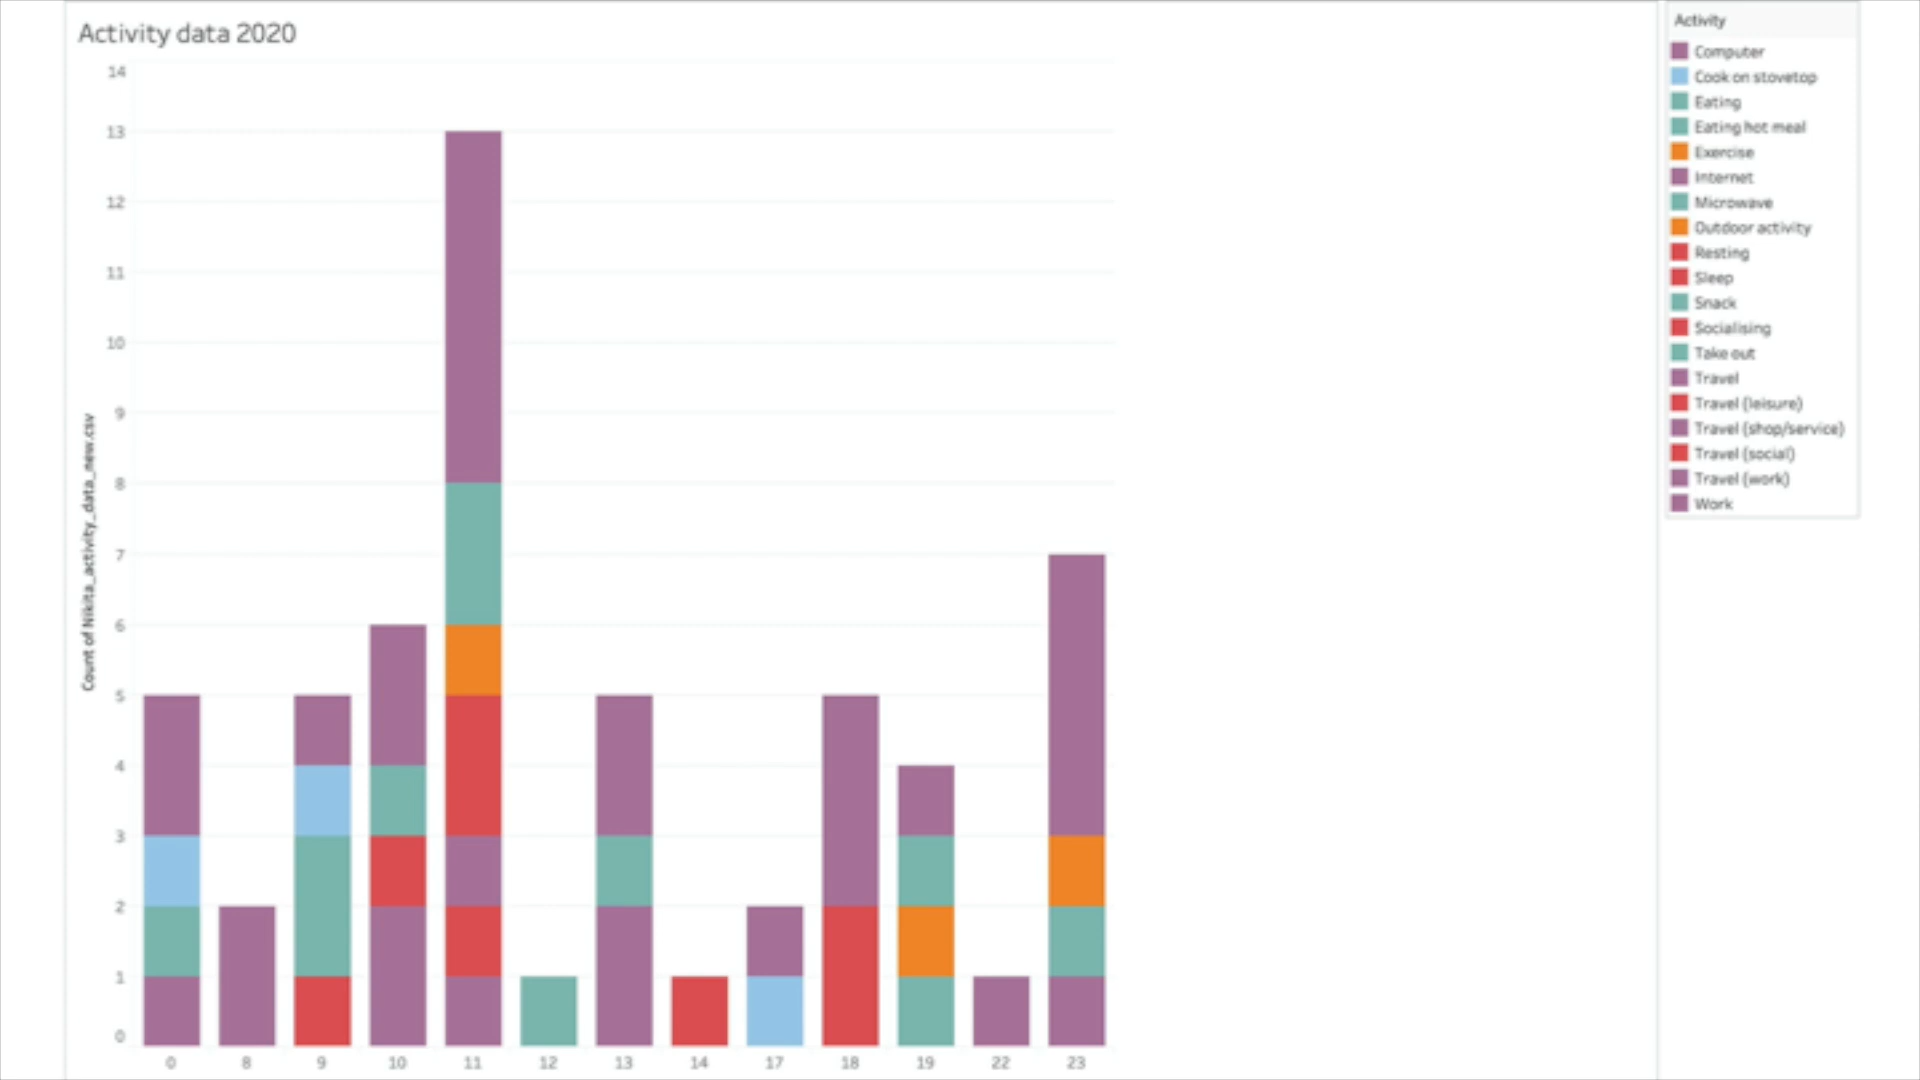 Activity data 2020
14
13
12
11
10
9
8
7
6
5
4
3
2
1
0
Count of Nikita_activity_data_new.csv
0 8 9 10 11 12 13 14 17 18 19 22 23
Activity
Computer
Cook on stovetop
Eating
Eating hot meal
Exercise
Internet
Microwave
Outdoor activity
Resting
Sleep
Snack
Socialising
Take out
Travel
Travel (leisure)
Travel (shop/service)
Travel (social)
Travel (work)
Work